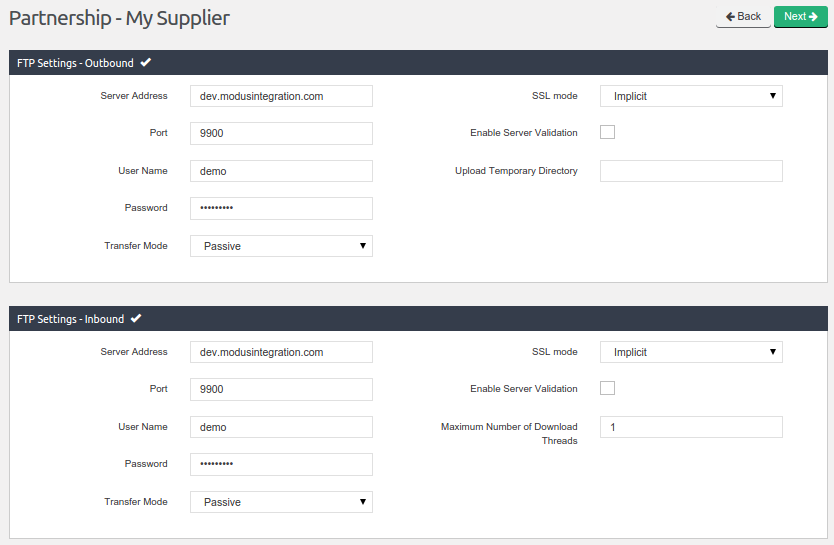 Partnership - My Supplier
Back
Next
FTP Settings - Outbound
Server Address dev.modusintegration.com SSL mode Implicit
Port 9900 Enable Server Validation
User Name demo Upload Temporary Directory
Password •••••••••
Transfer Mode Passive
FTP Settings - Inbound
Server Address dev.modusintegration.com SSL mode Implicit
Port 9900 Enable Server Validation
User Name demo Maximum Number of Download 1
Threads
Password •••••••••
Transfer Mode Passive